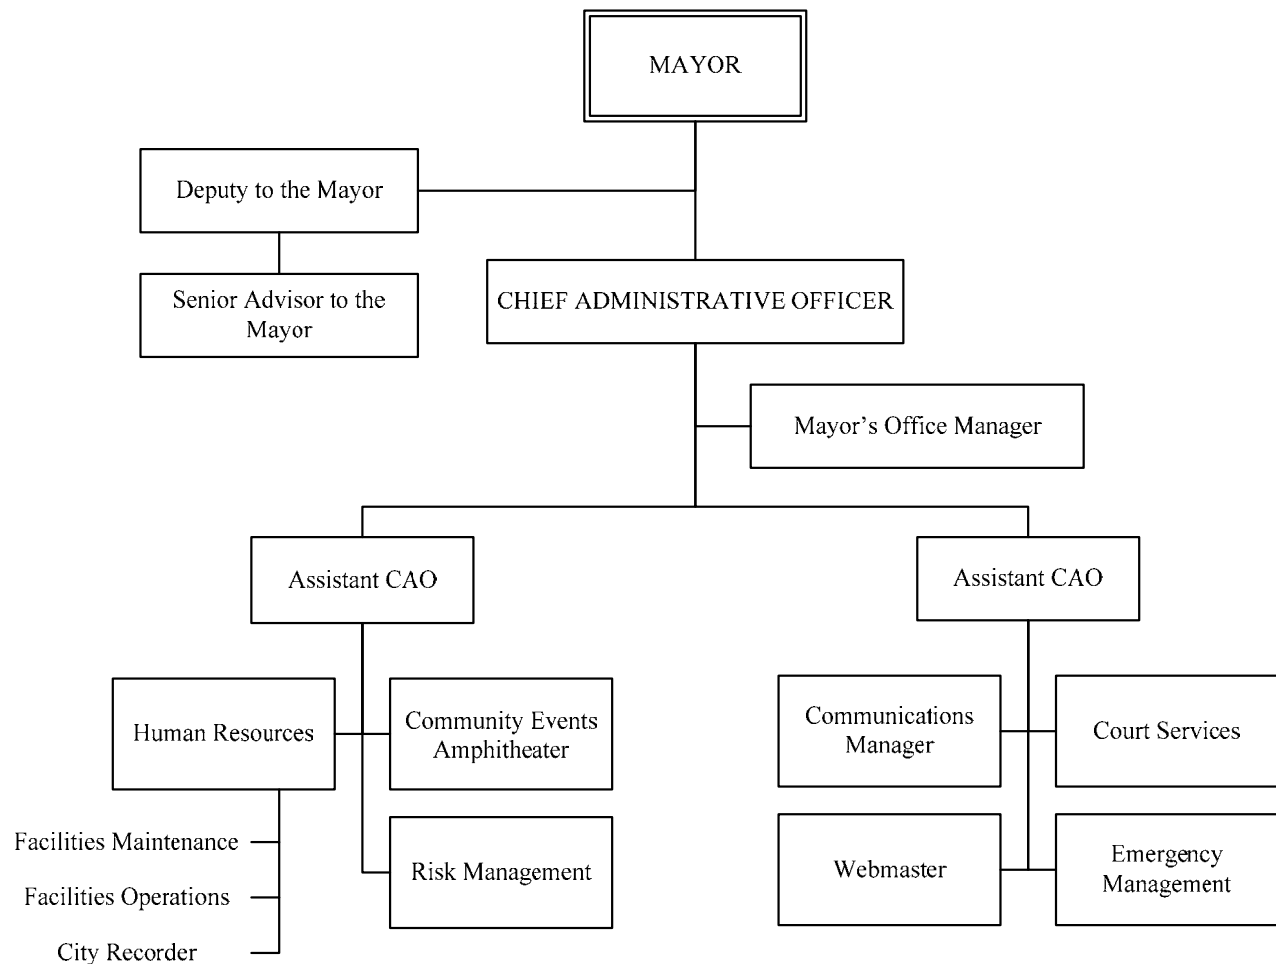 MAYOR
Deputy to the Mayor
Senior Advisor to the
Mayor
CHIEF ADMINISTRATIVE OFFICER
Mayor’s Office Manager
Assistant CAO
Assistant CAO
Human Resources
Community Events
Amphitheater
Communications
Manager
Court Services
Facilities Maintenance
Facilities Operations
City Recorder
Risk Management
Webmaster
Emergency
Management